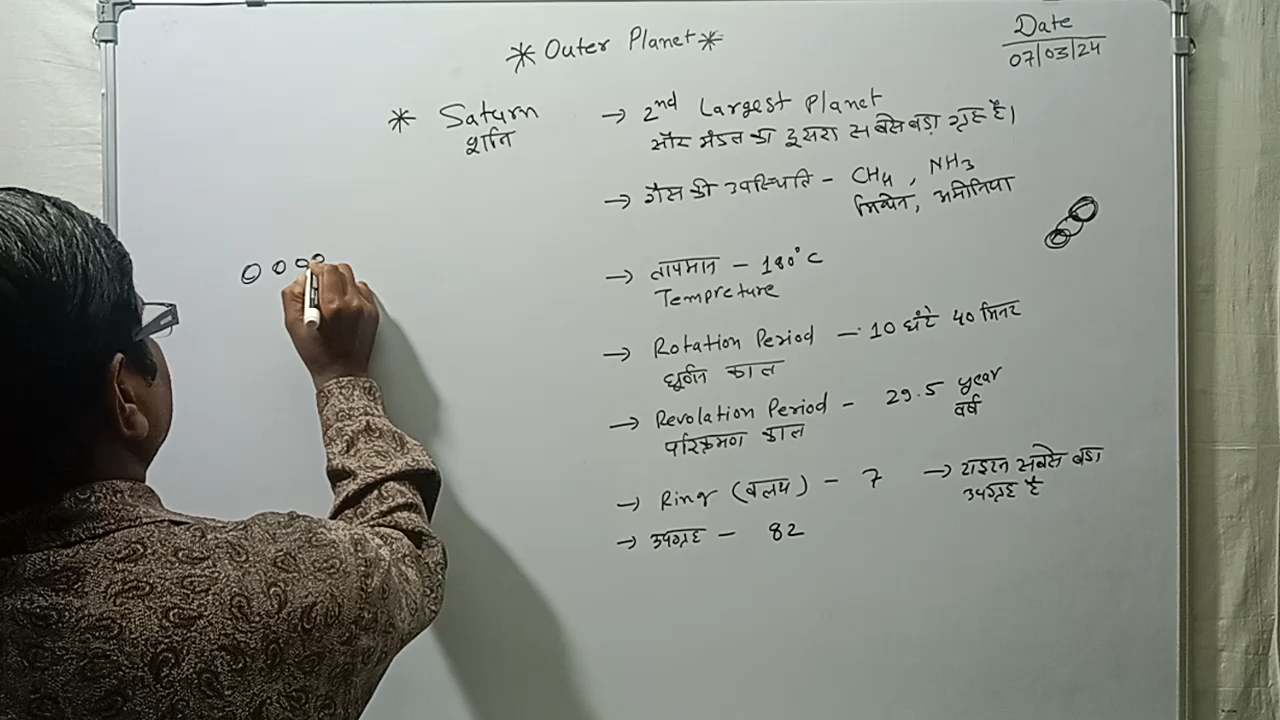 * Outer Planet *
Date
07/03/24
* Saturn → 2nd Largest Planet
शनि सौर मंडल का दूसरा सबसे बड़ा ग्रह है।
→ गैस की उपस्थिति - CH4, NH3
मिथेन, अमोनिया
→ तापमान - 180°C
Tempreture
→ Rotation Period - 10 घंटे 40 मिनट
घूर्णन काल
→ Revolation Period - 29.5 year
परिक्रमण काल वर्ष
→ Ring (वलय) - 7 → टाइटन सबसे बडा
उपग्रह है
→ उपग्रह - 82